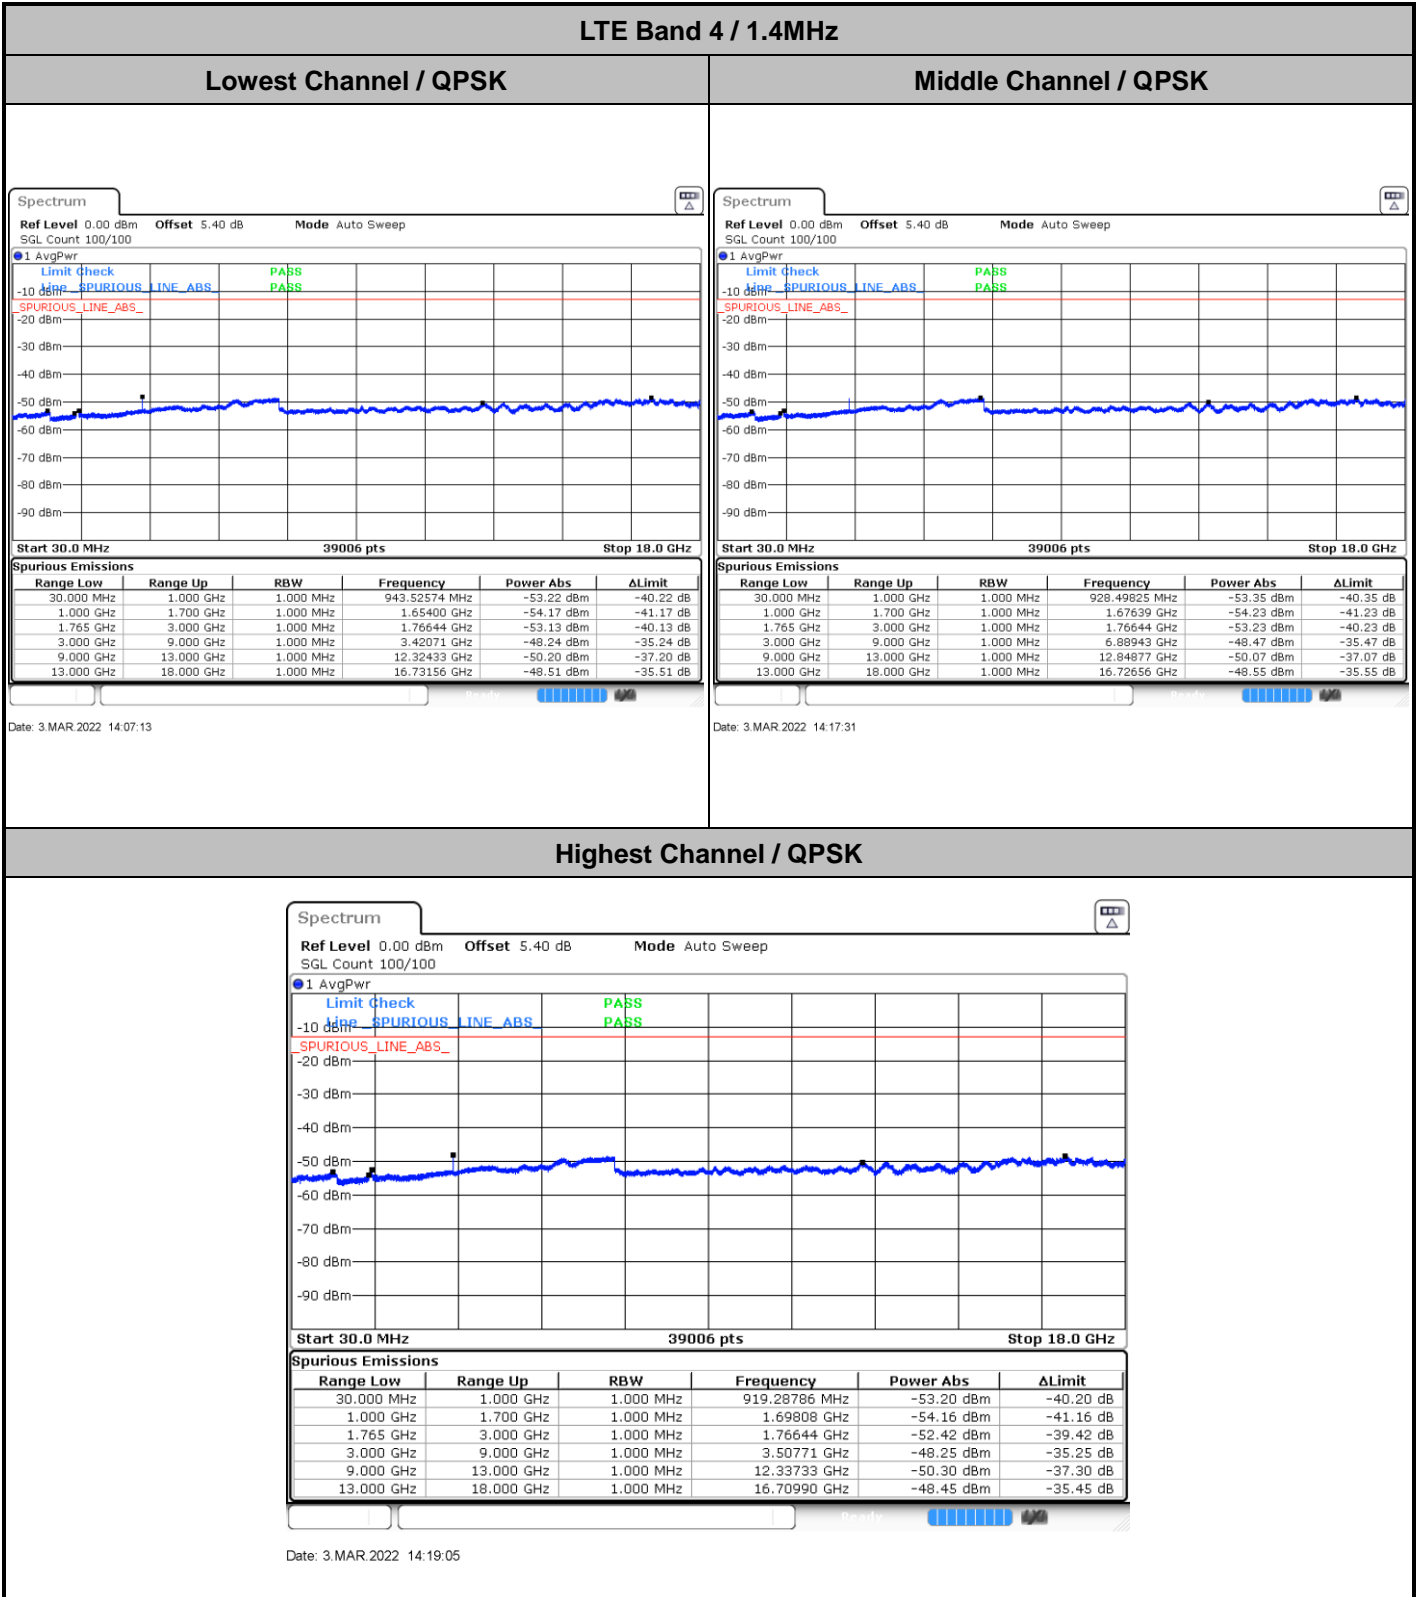 LTE Band 4 / 1.4MHz
Lowest Channel / QPSK
Middle Channel / QPSK
Spectrum
Ref Level 0.00 dBm Offset 5.40 dB Mode Auto Sweep
SGL Count 100/100
1 AvgPwr
Limit Check PASS
Line _SPURIOUS_LINE_ABS_ PASS
-10 dBm
_SPURIOUS_LINE_ABS_
-20 dBm
-30 dBm
-40 dBm
-50 dBm
-60 dBm
-70 dBm
-80 dBm
-90 dBm
Start 30.0 MHz 39006 pts Stop 18.0 GHz
Spurious Emissions
Range Low Range Up RBW Frequency Power Abs ΔLimit
30.000 MHz 1.000 GHz 1.000 MHz 943.52574 MHz -53.22 dBm -40.22 dB
1.000 GHz 1.700 GHz 1.000 MHz 1.65400 GHz -54.17 dBm -41.17 dB
1.765 GHz 3.000 GHz 1.000 MHz 1.76644 GHz -53.13 dBm -40.13 dB
3.000 GHz 9.000 GHz 1.000 MHz 3.42071 GHz -48.24 dBm -35.24 dB
9.000 GHz 13.000 GHz 1.000 MHz 12.32433 GHz -50.20 dBm -37.20 dB
13.000 GHz 18.000 GHz 1.000 MHz 16.73156 GHz -48.51 dBm -35.51 dB
Ready
Date: 3.MAR.2022 14:07:13
Spectrum
Ref Level 0.00 dBm Offset 5.40 dB Mode Auto Sweep
SGL Count 100/100
1 AvgPwr
Limit Check PASS
Line _SPURIOUS_LINE_ABS_ PASS
-10 dBm
_SPURIOUS_LINE_ABS_
-20 dBm
-30 dBm
-40 dBm
-50 dBm
-60 dBm
-70 dBm
-80 dBm
-90 dBm
Start 30.0 MHz 39006 pts Stop 18.0 GHz
Spurious Emissions
Range Low Range Up RBW Frequency Power Abs ΔLimit
30.000 MHz 1.000 GHz 1.000 MHz 928.49825 MHz -53.35 dBm -40.35 dB
1.000 GHz 1.700 GHz 1.000 MHz 1.67639 GHz -54.23 dBm -41.23 dB
1.765 GHz 3.000 GHz 1.000 MHz 1.76644 GHz -53.23 dBm -40.23 dB
3.000 GHz 9.000 GHz 1.000 MHz 6.88943 GHz -48.47 dBm -35.47 dB
9.000 GHz 13.000 GHz 1.000 MHz 12.84877 GHz -50.07 dBm -37.07 dB
13.000 GHz 18.000 GHz 1.000 MHz 16.72656 GHz -48.55 dBm -35.55 dB
Ready
Date: 3.MAR.2022 14:17:31
Highest Channel / QPSK
Spectrum
Ref Level 0.00 dBm Offset 5.40 dB Mode Auto Sweep
SGL Count 100/100
1 AvgPwr
Limit Check PASS
Line _SPURIOUS_LINE_ABS_ PASS
-10 dBm
_SPURIOUS_LINE_ABS_
-20 dBm
-30 dBm
-40 dBm
-50 dBm
-60 dBm
-70 dBm
-80 dBm
-90 dBm
Start 30.0 MHz 39006 pts Stop 18.0 GHz
Spurious Emissions
Range Low Range Up RBW Frequency Power Abs ΔLimit
30.000 MHz 1.000 GHz 1.000 MHz 919.28786 MHz -53.20 dBm -40.20 dB
1.000 GHz 1.700 GHz 1.000 MHz 1.69808 GHz -54.16 dBm -41.16 dB
1.765 GHz 3.000 GHz 1.000 MHz 1.76644 GHz -52.42 dBm -39.42 dB
3.000 GHz 9.000 GHz 1.000 MHz 3.50771 GHz -48.25 dBm -35.25 dB
9.000 GHz 13.000 GHz 1.000 MHz 12.33733 GHz -50.30 dBm -37.30 dB
13.000 GHz 18.000 GHz 1.000 MHz 16.70990 GHz -48.45 dBm -35.45 dB
Ready
Date: 3.MAR.2022 14:19:05